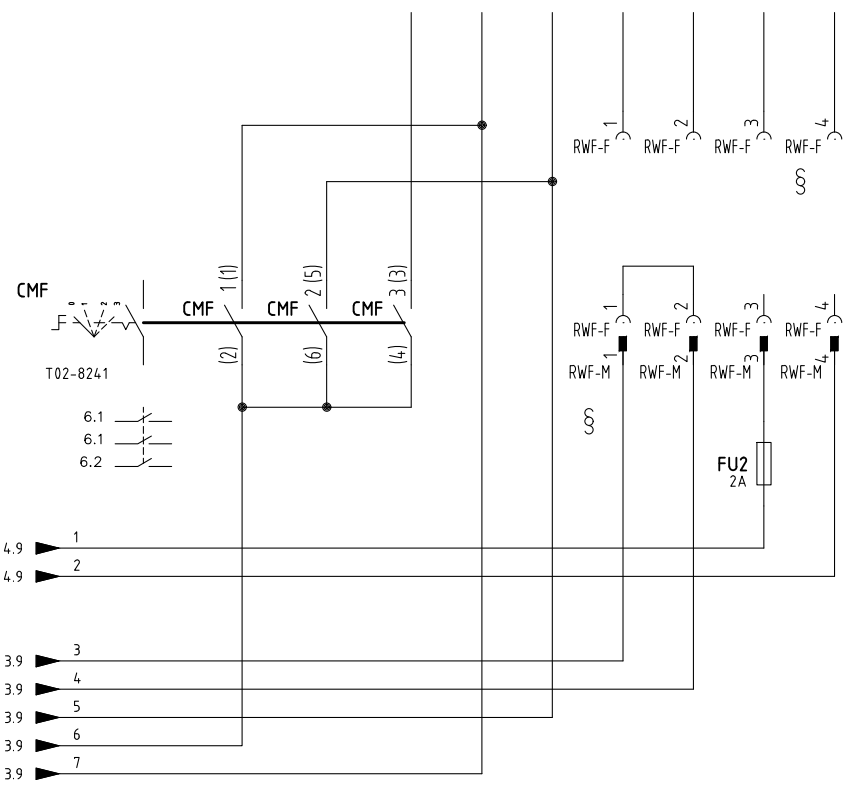 1 2 3 4
RWF-F RWF-F RWF-F RWF-F
§
1 (1) 2 (5) 3 (3)
CMF
0 1 2 3
CMF CMF CMF
1 2 3 4
RWF-F RWF-F RWF-F RWF-F
(2) (6) (4)
1 2 3 4
RWF-M RWF-M RWF-M RWF-M
T02-8241
§
6.1
6.1
6.2
FU2
2A
4.9 1
4.9 2
3.9 3
3.9 4
3.9 5
3.9 6
3.9 7